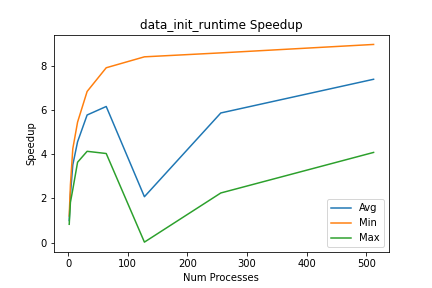 data_init_runtime Speedup
Speedup
8
6
4
2
0
Avg
Min
Max
0 100 200 300 400 500
Num Processes